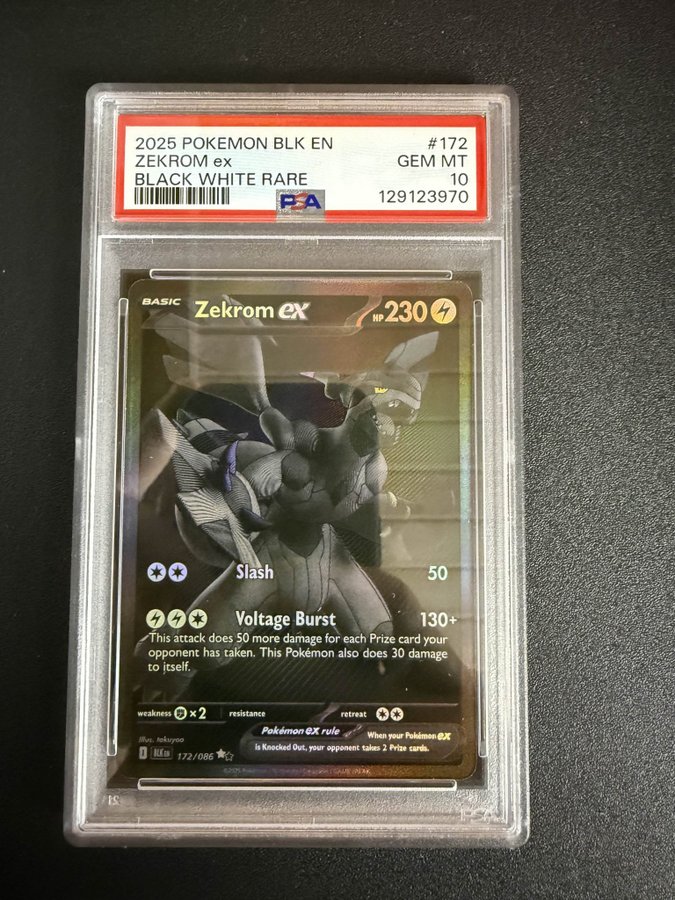 2025 POKEMON BLK EN #172
ZEKROM ex GEM MT
BLACK WHITE RARE 10
PSA 129123970
BASIC Zekrom ex HP 230
Slash 50
Voltage Burst 130+
This attack does 50 more damage for each Prize card your
opponent has taken. This Pokémon also does 30 damage
to itself.
weakness ×2 resistance retreat
Pokémon ex rule When your Pokémon ex
is Knocked Out, your opponent takes 2 Prize cards.
Illus. takuyoa
I BLK EN 172/086